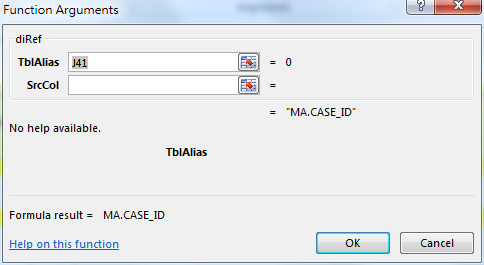 Function Arguments
diRef
TblAlias J41 = 0
SrcCol =
= "MA.CASE_ID"
No help available.
TblAlias
Formula result = MA.CASE_ID
Help on this function OK Cancel